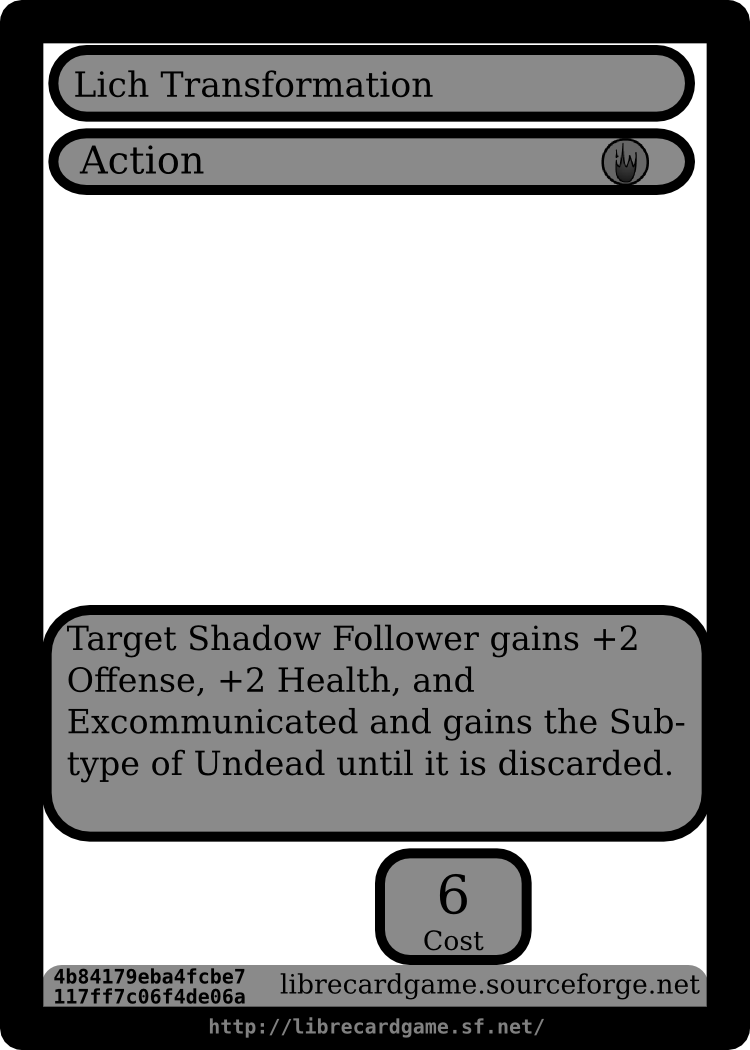 Lich Transformation
Action
Target Shadow Follower gains +2
Offense, +2 Health, and
Excommunicated and gains the Sub-
type of Undead until it is discarded.
6
Cost
4b84179eba4fcbe7
117ff7c06f4de06a
librecardgame.sourceforge.net
http://librecardgame.sf.net/